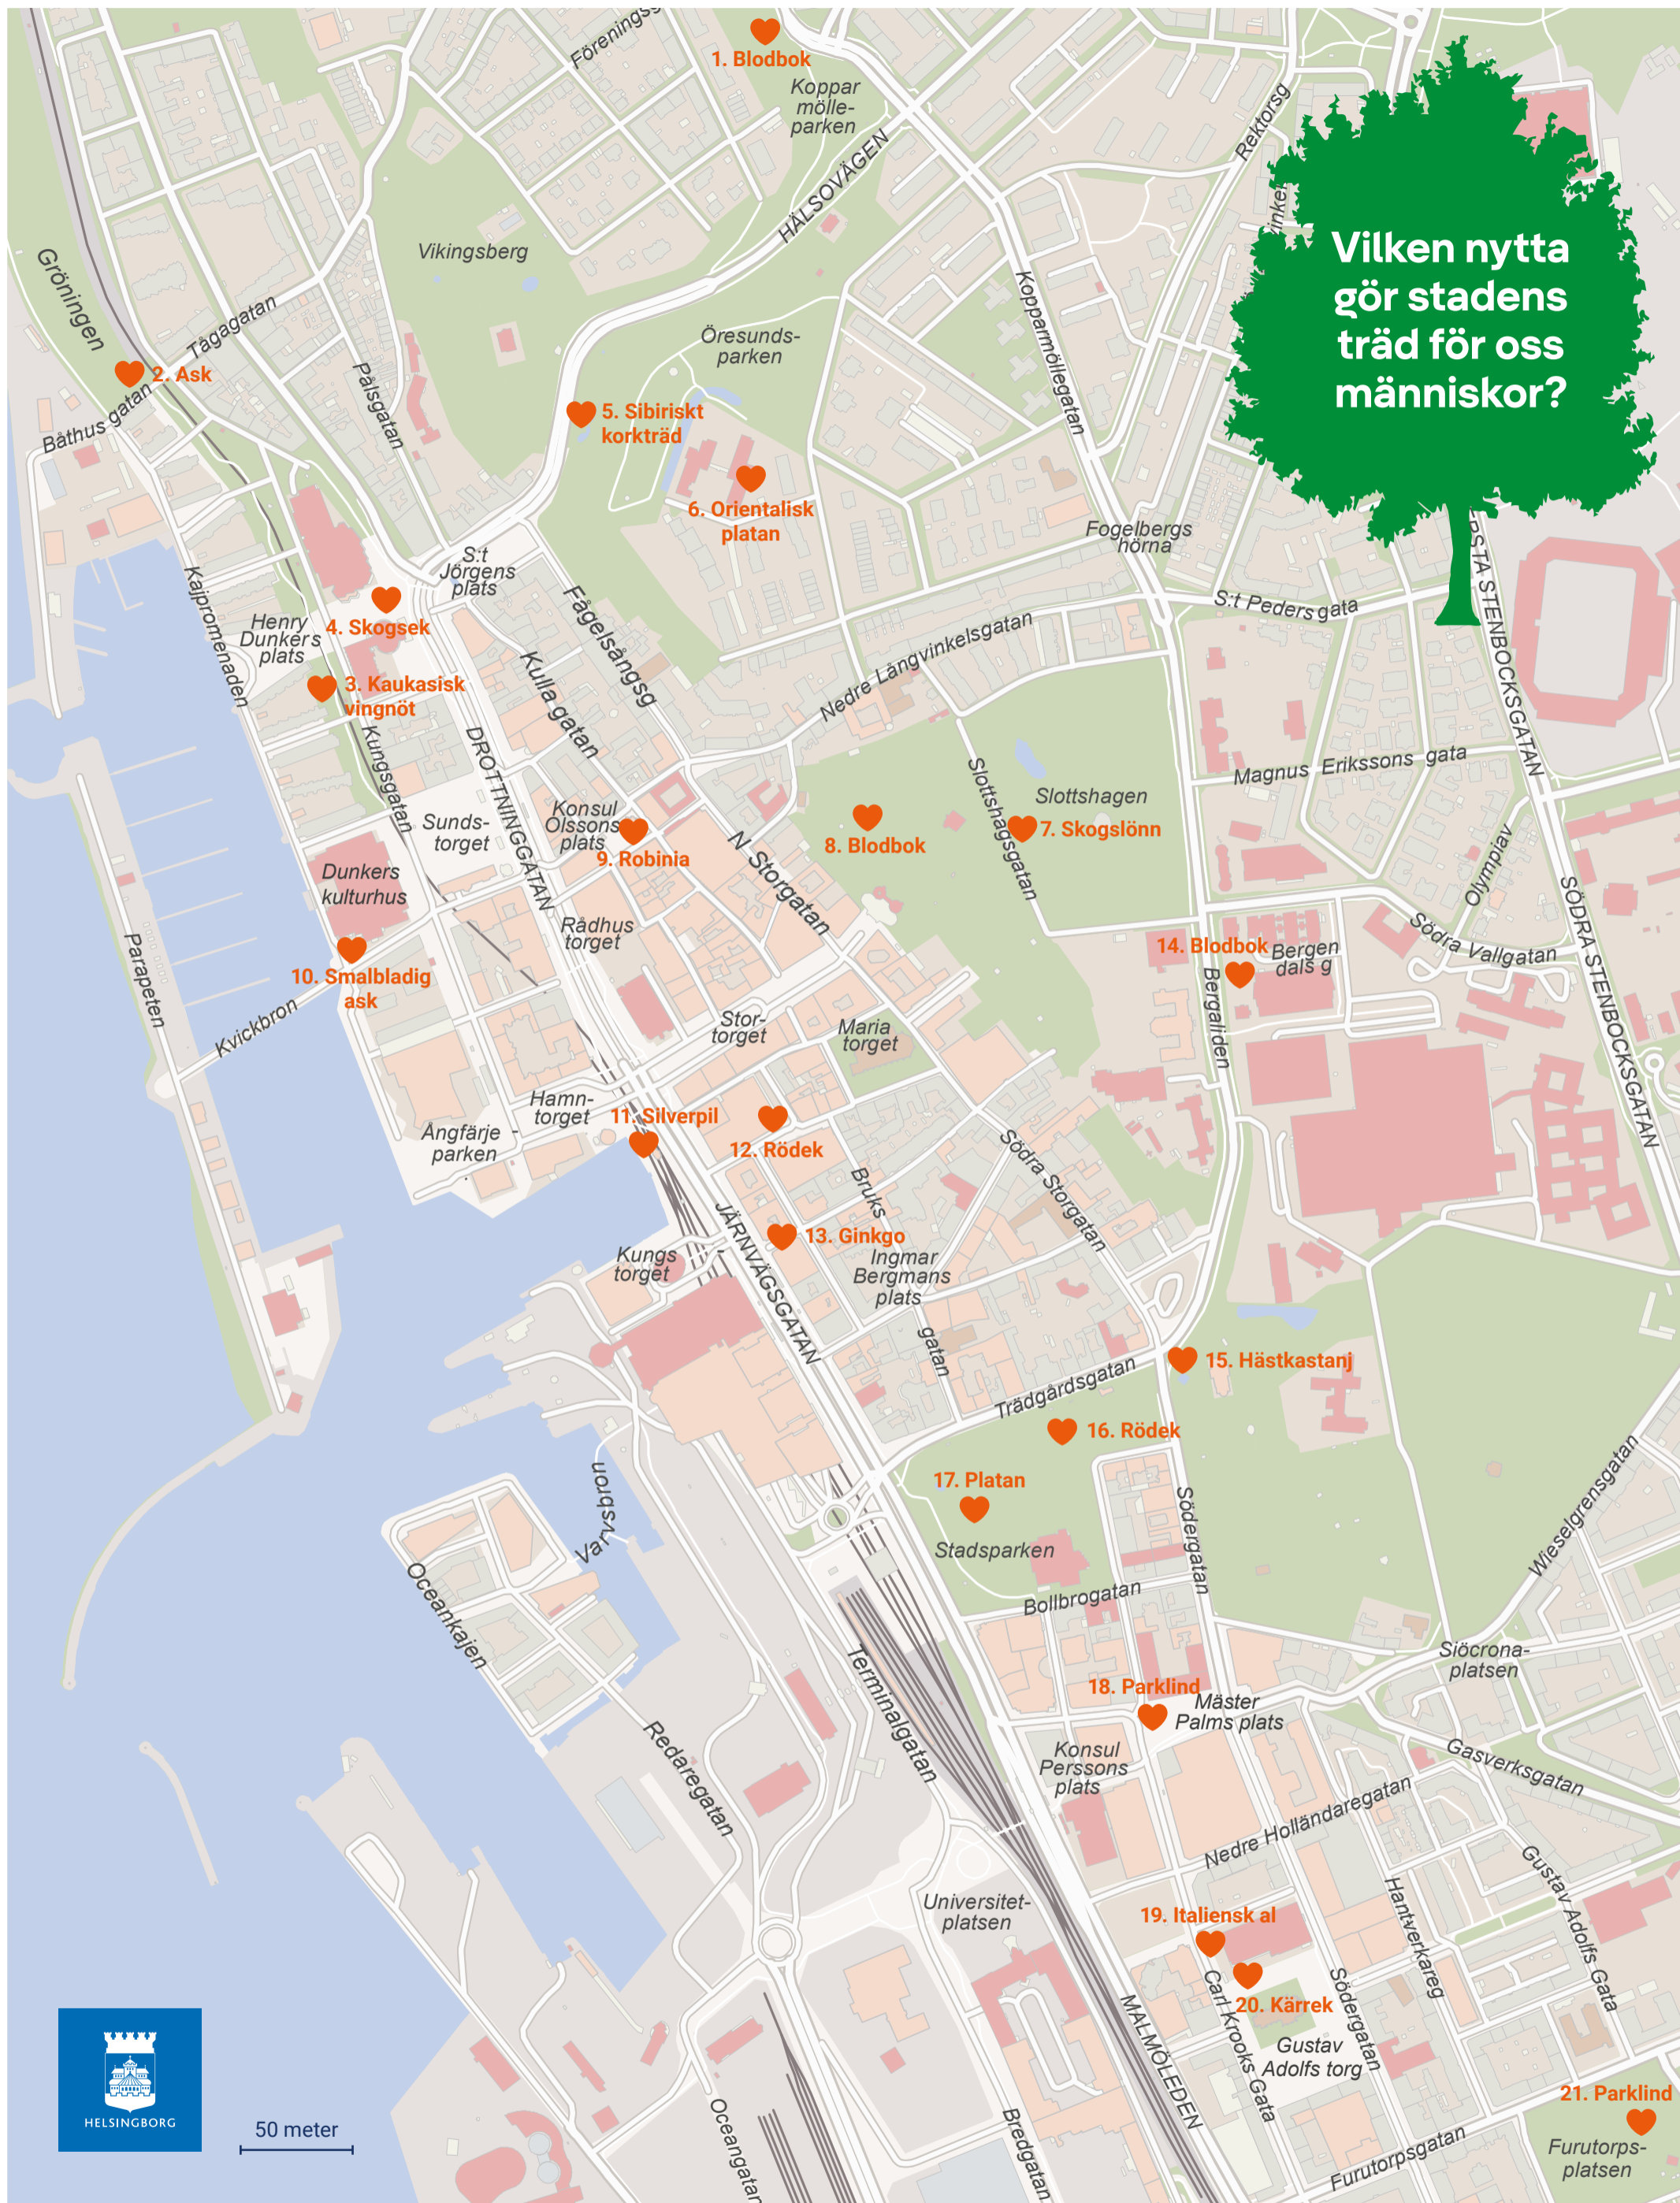 Förenings
1. Blodbok
Koppar
mölle-
parken
HÄLSOVÄGEN
Rektorsg
Vilken nytta
gör stadens
träd för oss
människor?
Vikingsberg
Gröningen
Tågagatan
2. Ask
Båthus gatan
Pålsgatan
Öresunds-
parken
Kopparmöllegatan
5. Sibiriskt
korkträd
6. Orientalisk
platan
Fogelbergs
hörna
S:t Peders gata
S:t
Jörgens
plats
Kajpromenaden
Henry
Dunkers
plats
4. Skogsek
3. Kaukasisk
vingnöt
Fågelsångsg
Kulla gatan
Nedre Långvinkelsgatan
STENBOCKSGATAN
Magnus Erikssons gata
Kungsgatan
DROTTNINGGATAN
Sunds-
torget
Konsul
Olssons
plats
9. Robinia
N Storgatan
8. Blodbok
Slottshagsgatan
Slottshagen
7. Skogslönn
Olympiav
Dunkers
kulturhus
Rådhus
torget
10. Smalbladig
ask
Parapeten
Kvickbron
14. Blodbok
Bergen
dals g
Bergaliden
Södra Vallgatan
SÖDRA STENBOCKSGATAN
Stor-
torget
Maria
torget
Hamn-
torget
Ångfärje -
parken
11. Silverpil
12. Rödek
Bruks
gatan
Södra Storgatan
13. Ginkgo
Kungs
torget
JÄRNVÄGSGATAN
Ingmar
Bergmans
plats
Trädgårdsgatan
15. Hästkastanj
16. Rödek
17. Platan
Stadsparken
Södergatan
Bollbrogatan
Varvsbron
Oceankajen
Wieselgrensgatan
Siöcrona-
platsen
Terminalgatan
Redaregatan
18. Parklind
Mäster
Palms plats
Konsul
Perssons
plats
Gasverksgatan
Nedre Holländaregatan
Universitet-
platsen
Hantverkareg
Gustav Adolfs Gata
19. Italiensk al
20. Kärrek
Carl Krooks Gata
Södergatan
Gustav
Adolfs torg
MALMÖLEDEN
21. Parklind
Furutorps-
platsen
Furutorpsgatan
Bredgatan
Oceangatan
HELSINGBORG
50 meter